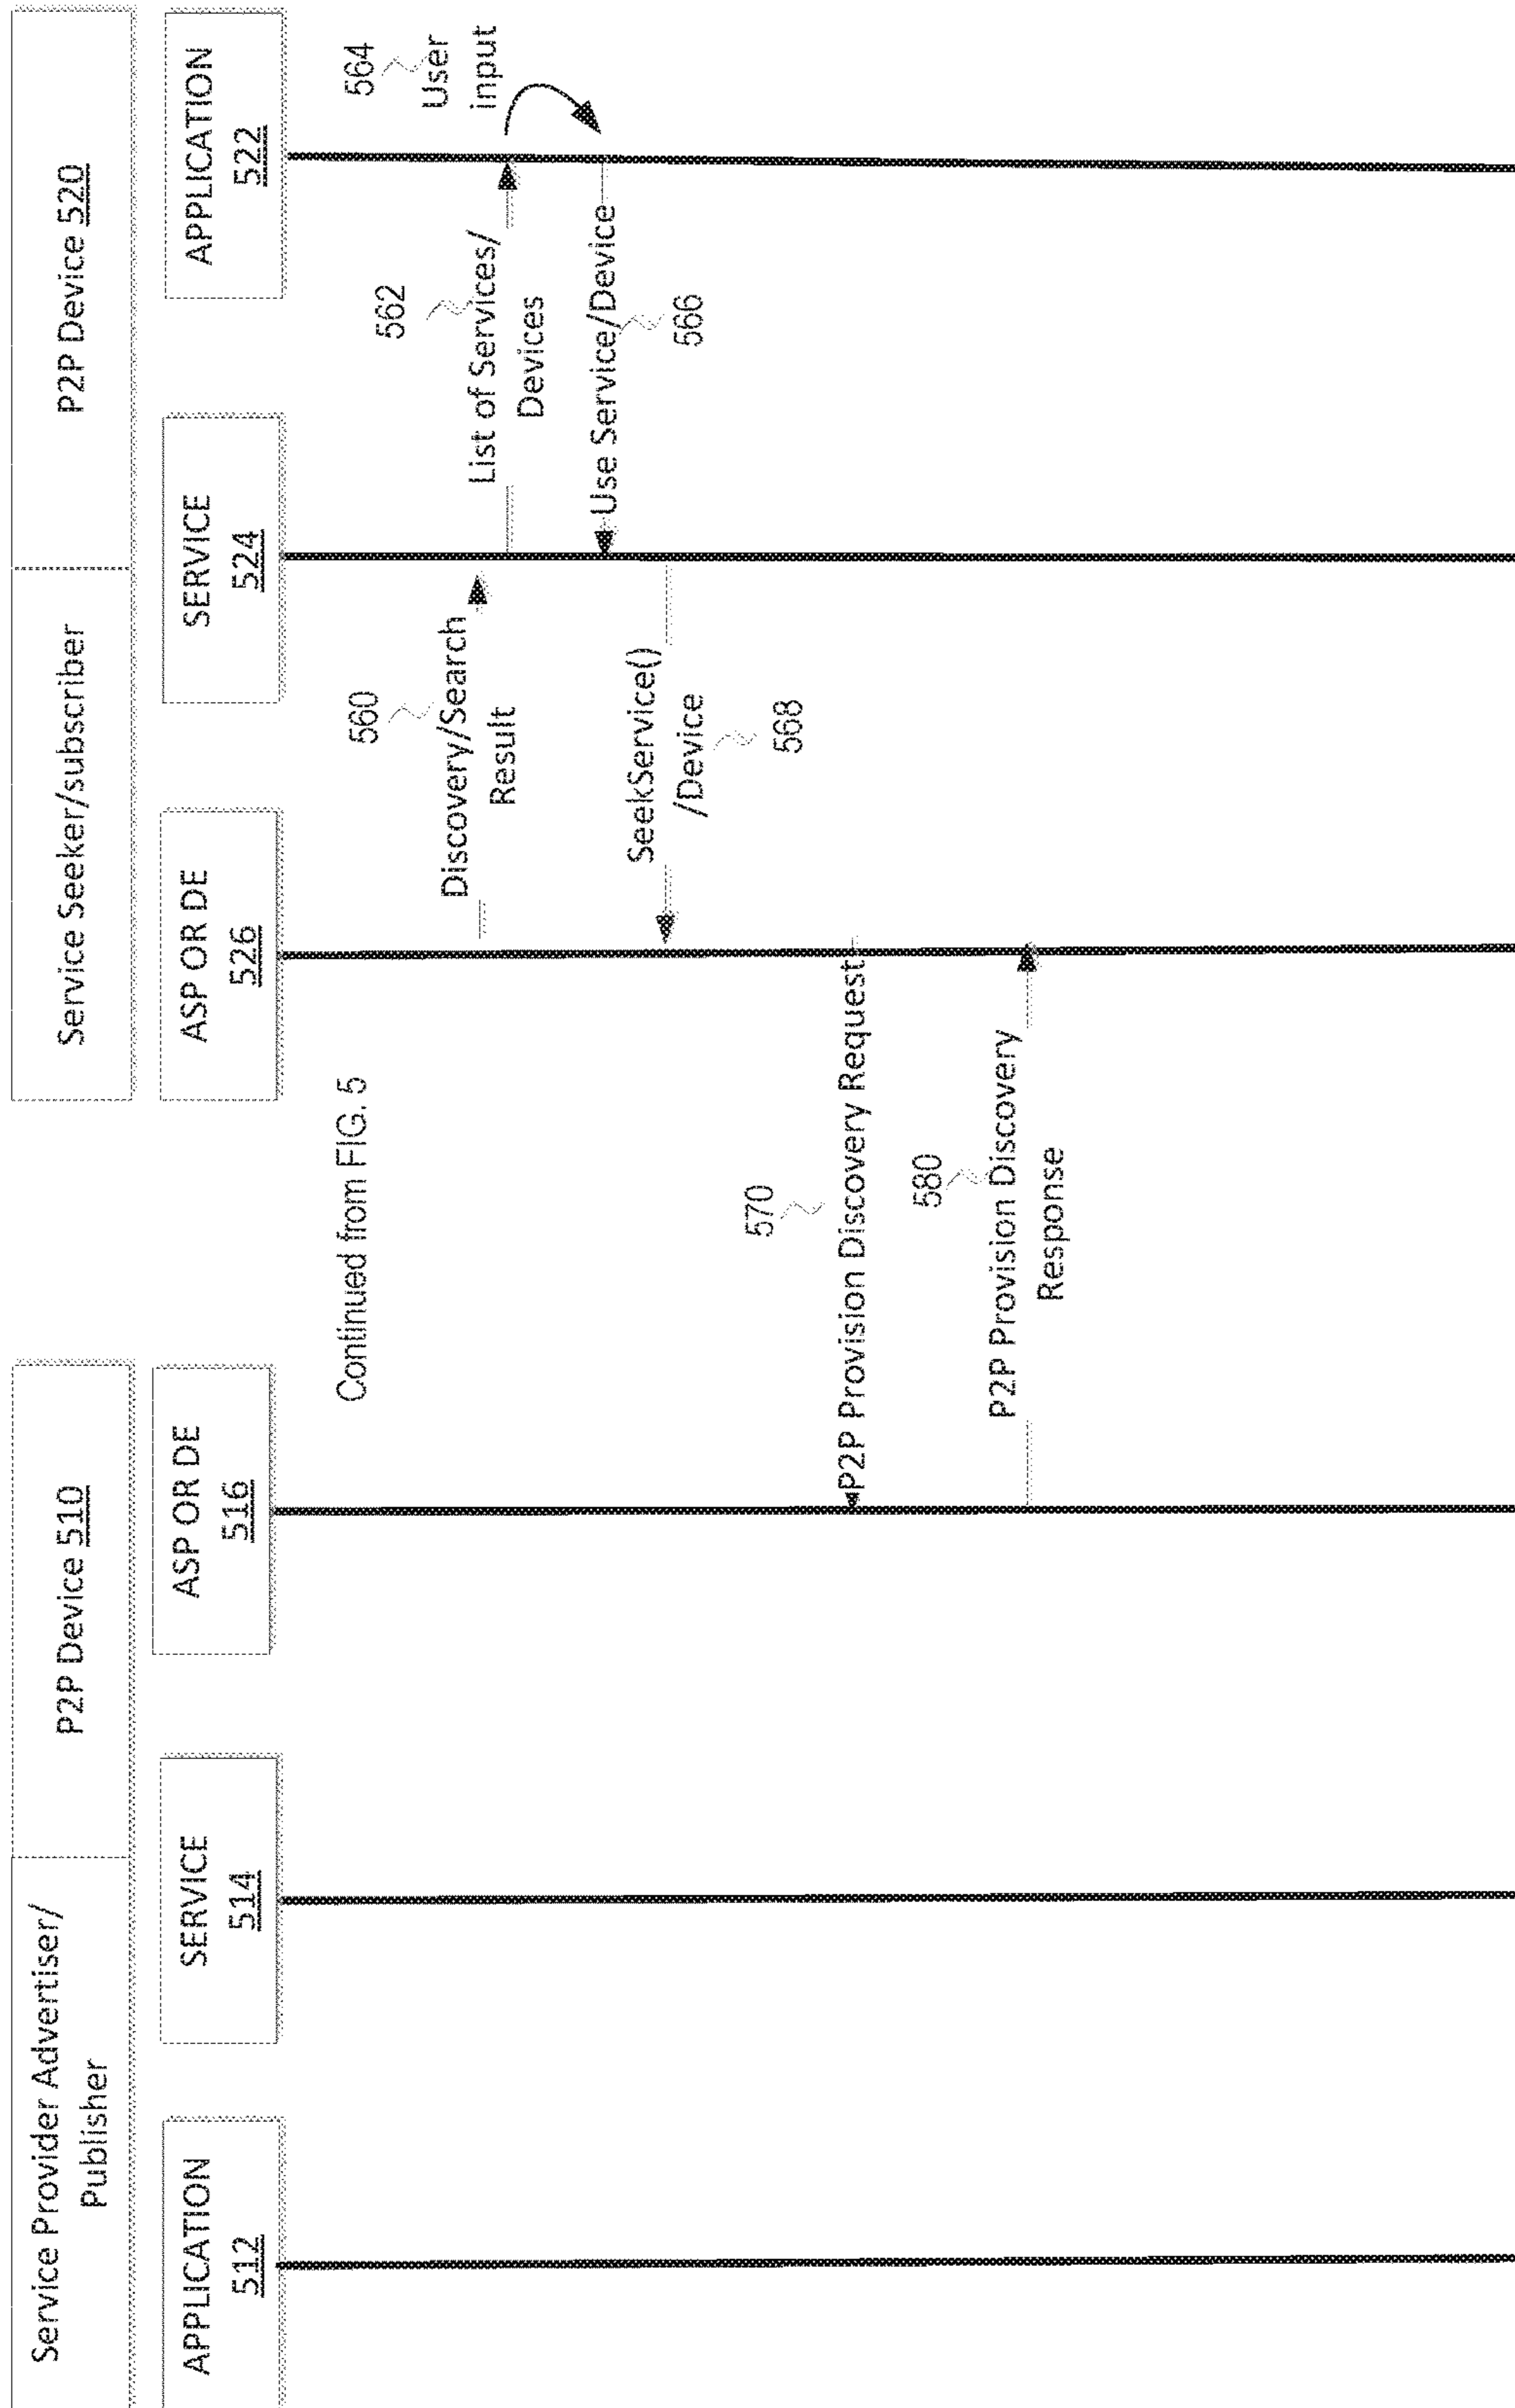 Service Provider Advertiser/
Publisher
P2P Device 510
Service Seeker/subscriber
P2P Device 520
APPLICATION
512
SERVICE
514
ASP OR DE
516
ASP OR DE
526
SERVICE
524
APPLICATION
522
Continued from FIG. 5
560
Discovery/Search
Result
562
List of Services/
Devices
564
User
input
Use Service/Device
566
SeekService()
/Device
568
570
P2P Provision Discovery Request
580
P2P Provision Discovery
Response